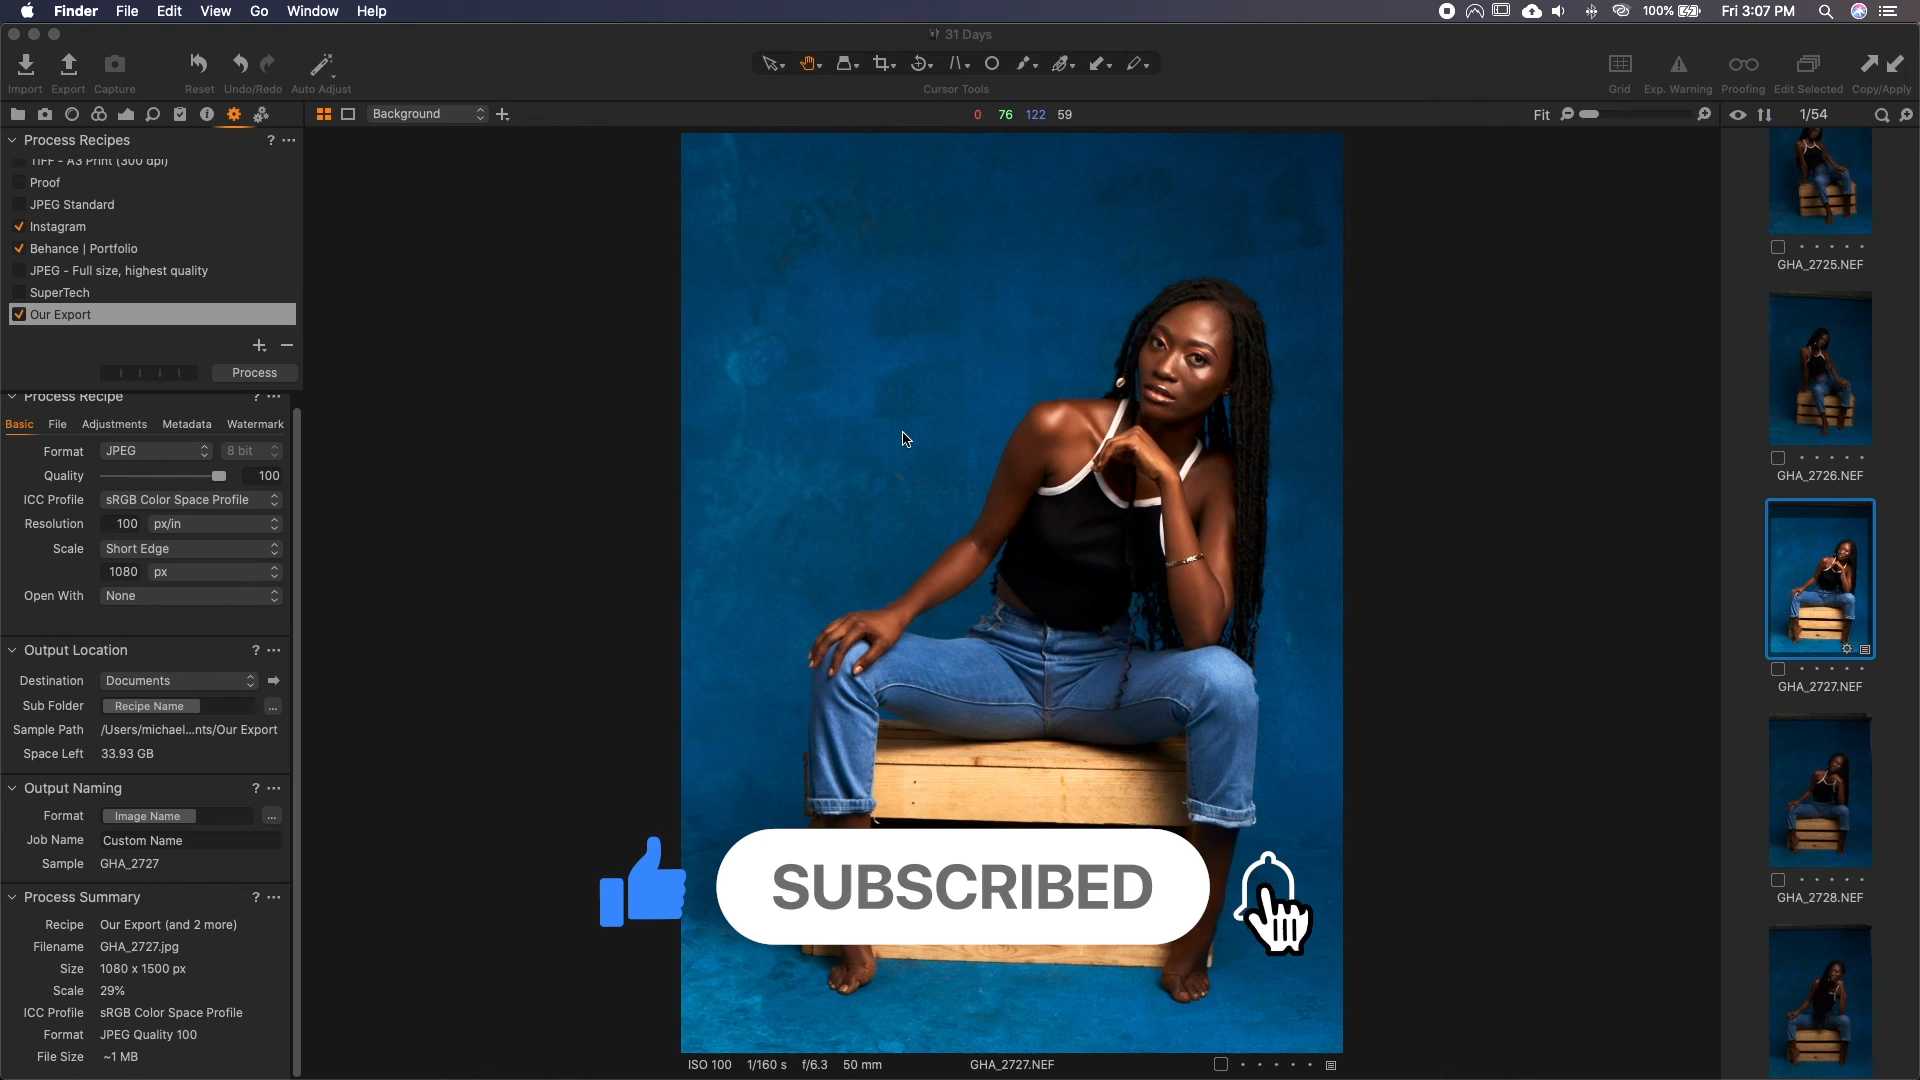 Finder File Edit View Go Window Help
100% Fri 3:07 PM
31 Days
Import Export Capture Reset Undo/Redo Auto Adjust
Cursor Tools
Grid Exp. Warning Proofing Edit Selected Copy/Apply
Background
0 76 122 59
Fit
1/54
Process Recipes ? ...
TIFF - A3 Print (300 dpi)
Proof
JPEG Standard
Instagram
Behance | Portfolio
JPEG - Full size, highest quality
SuperTech
Our Export
+ −
Process
Process Recipe ? ...
Basic File Adjustments Metadata Watermark
Format JPEG 8 bit
Quality 100
ICC Profile sRGB Color Space Profile
Resolution 100 px/in
Scale Short Edge
1080 px
Open With None
Output Location ? ...
Destination Documents
Sub Folder Recipe Name ...
Sample Path /Users/michael...nts/Our Export
Space Left 33.93 GB
Output Naming ? ...
Format Image Name ...
Job Name Custom Name
Sample GHA_2727
Process Summary ? ...
Recipe Our Export (and 2 more)
Filename GHA_2727.jpg
Size 1080 x 1500 px
Scale 29%
ICC Profile sRGB Color Space Profile
Format JPEG Quality 100
File Size ~1 MB
SUBSCRIBED
ISO 100 1/160 s f/6.3 50 mm GHA_2727.NEF
GHA_2725.NEF
GHA_2726.NEF
GHA_2727.NEF
GHA_2728.NEF